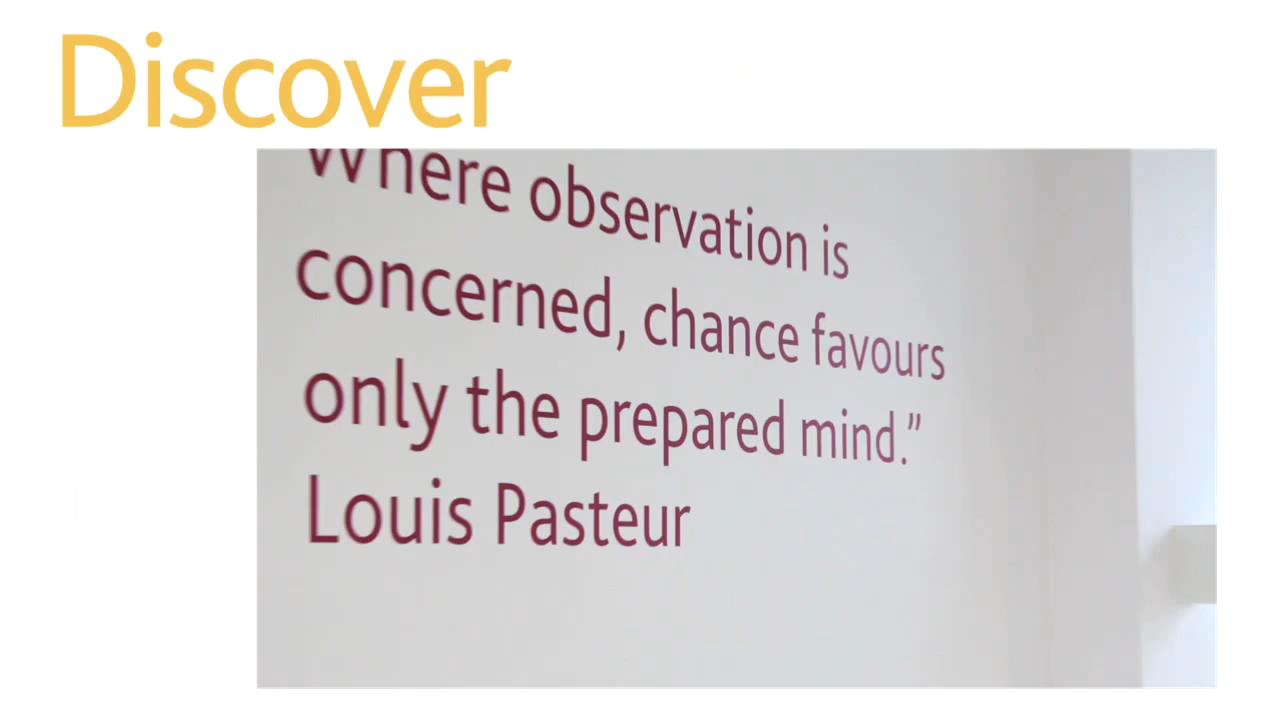 Discover
Where observation is
concerned, chance favours
only the prepared mind.”
Louis Pasteur